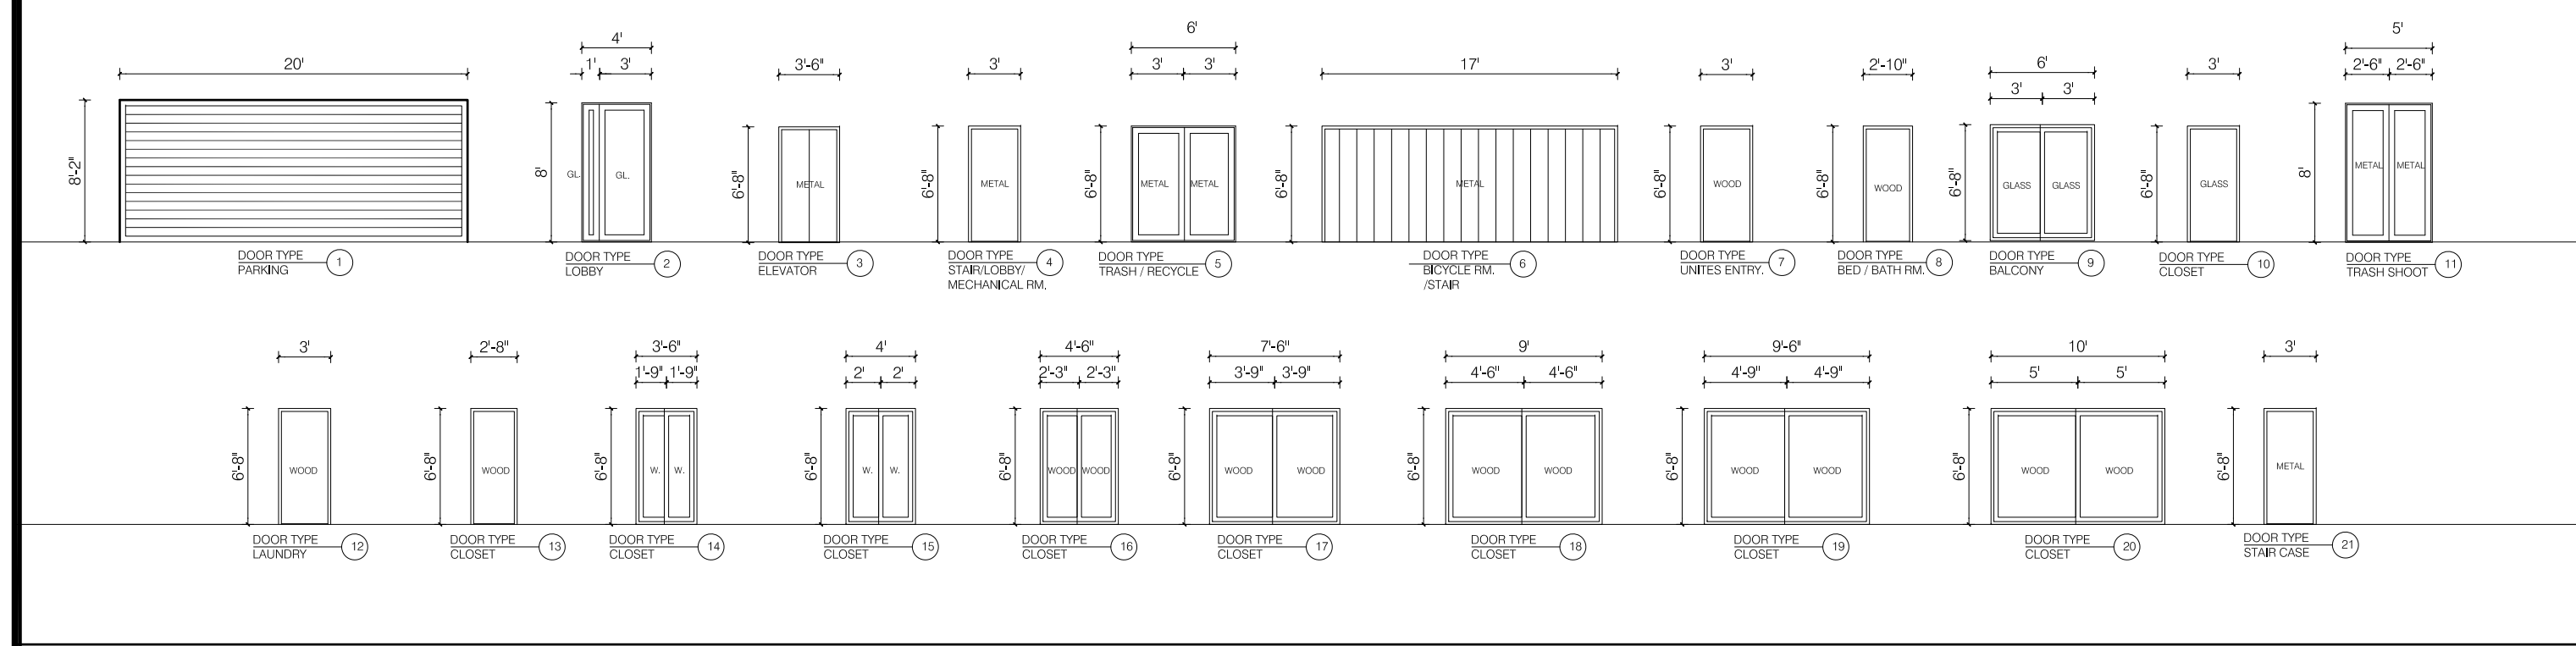 20'
8'-2"
DOOR TYPE
PARKING
1
4'
1'
3'
8'
GL.
GL.
DOOR TYPE
LOBBY
2
3'-6"
6'-8"
METAL
DOOR TYPE
ELEVATOR
3
3'
6'-8"
METAL
DOOR TYPE
STAIR/LOBBY/
MECHANICAL RM.
4
6'
3'
3'
6'-8"
METAL
METAL
DOOR TYPE
TRASH / RECYCLE
5
17'
6'-8"
METAL
DOOR TYPE
BICYCLE RM.
/STAIR
6
3'
6'-8"
WOOD
DOOR TYPE
UNITES ENTRY.
7
2'-10"
6'-8"
WOOD
DOOR TYPE
BED / BATH RM.
8
6'
3'
3'
6'-8"
GLASS
GLASS
DOOR TYPE
BALCONY
9
3'
6'-8"
GLASS
DOOR TYPE
CLOSET
10
5'
2'-6"
2'-6"
8'
METAL
METAL
DOOR TYPE
TRASH SHOOT
11
3'
6'-8"
WOOD
DOOR TYPE
LAUNDRY
12
2'-8"
6'-8"
WOOD
DOOR TYPE
CLOSET
13
3'-6"
1'-9"
1'-9"
6'-8"
W.
W.
DOOR TYPE
CLOSET
14
4'
2'
2'
6'-8"
W.
W.
DOOR TYPE
CLOSET
15
4'-6"
2'-3"
2'-3"
6'-8"
WOOD
WOOD
DOOR TYPE
CLOSET
16
7'-6"
3'-9"
3'-9"
6'-8"
WOOD
WOOD
DOOR TYPE
CLOSET
17
9'
4'-6"
4'-6"
6'-8"
WOOD
WOOD
DOOR TYPE
CLOSET
18
9'-6"
4'-9"
4'-9"
6'-8"
WOOD
WOOD
DOOR TYPE
CLOSET
19
10'
5'
5'
6'-8"
WOOD
WOOD
DOOR TYPE
CLOSET
20
3'
6'-8"
METAL
DOOR TYPE
STAIR CASE
21